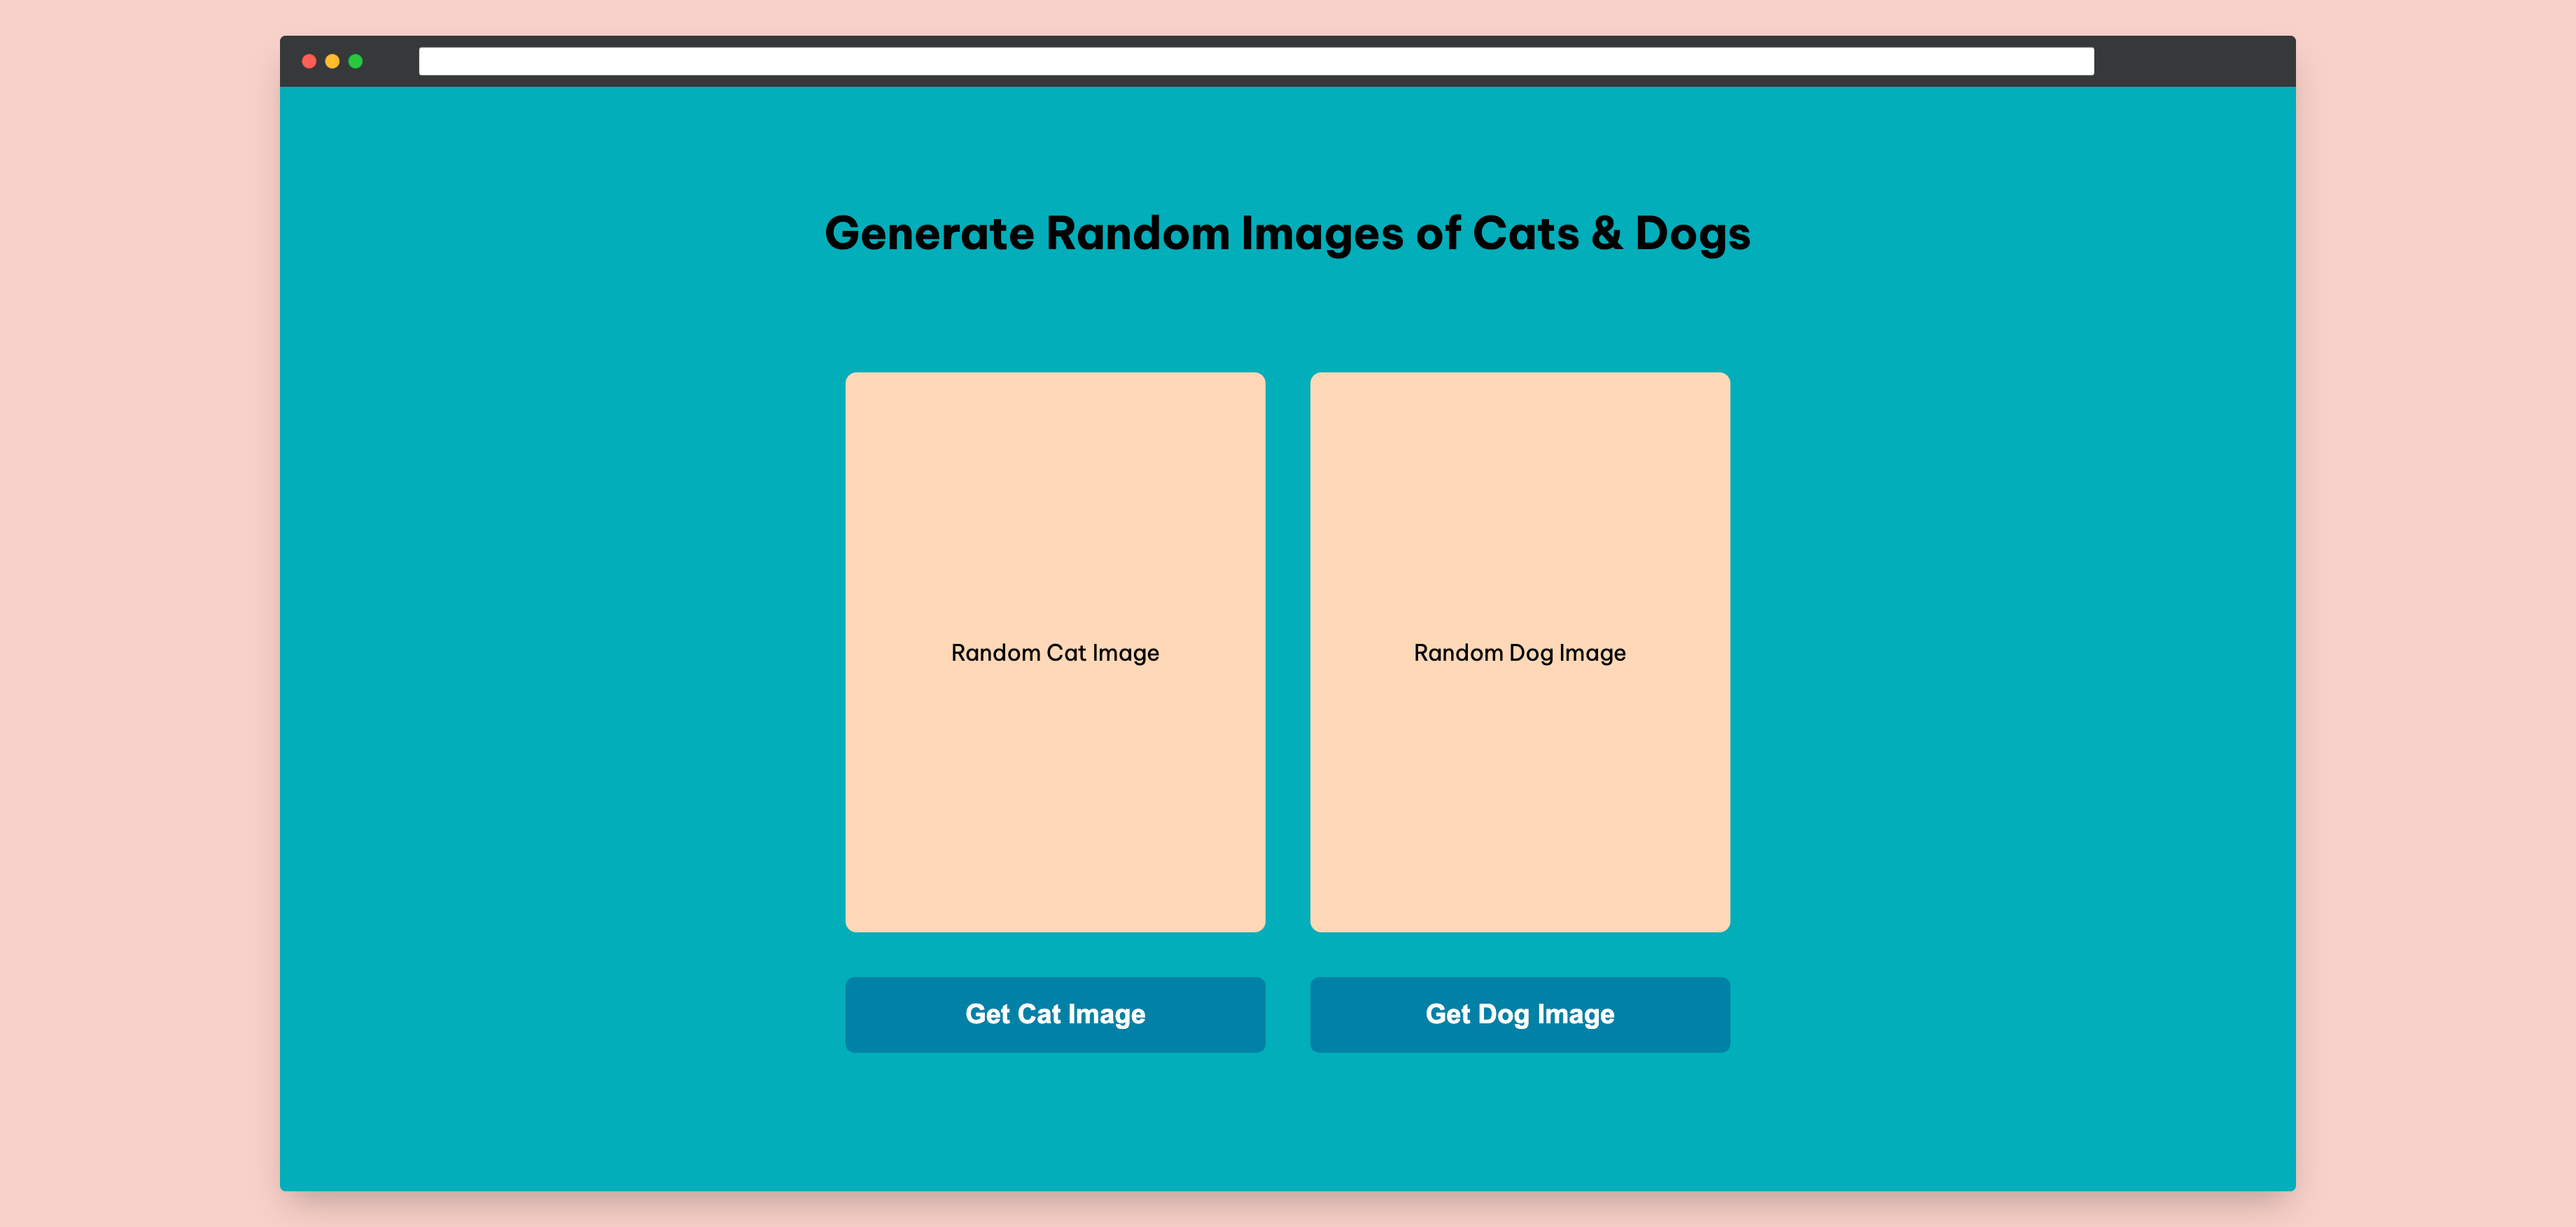 Generate Random Images of Cats & Dogs
Random Cat Image
Random Dog Image
Get Cat Image
Get Dog Image